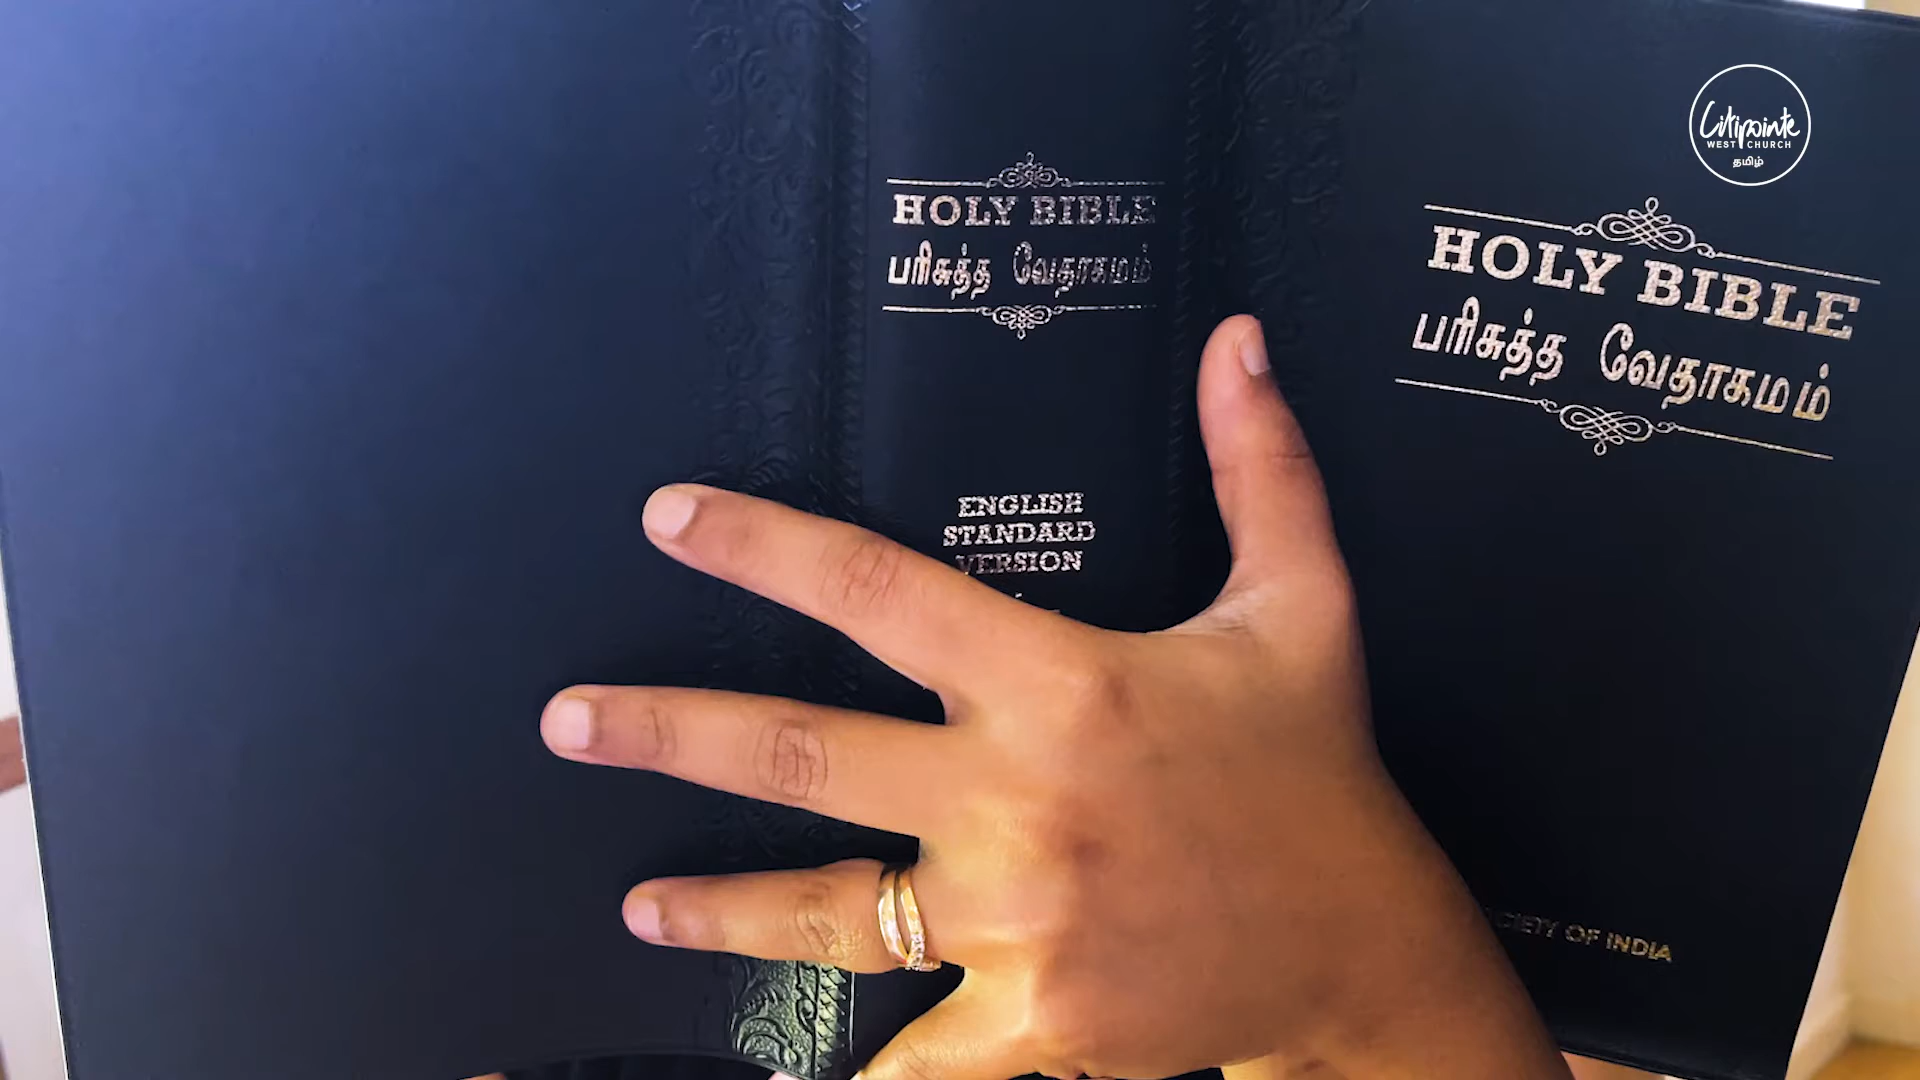 HOLY BIBLE
பரிசுத்த வேதாகமம்
ENGLISH
STANDARD
VERSION
HOLY BIBLE
பரிசுத்த வேதாகமம்
OF INDIA
Citipointe
WEST CHURCH
தமிழ்